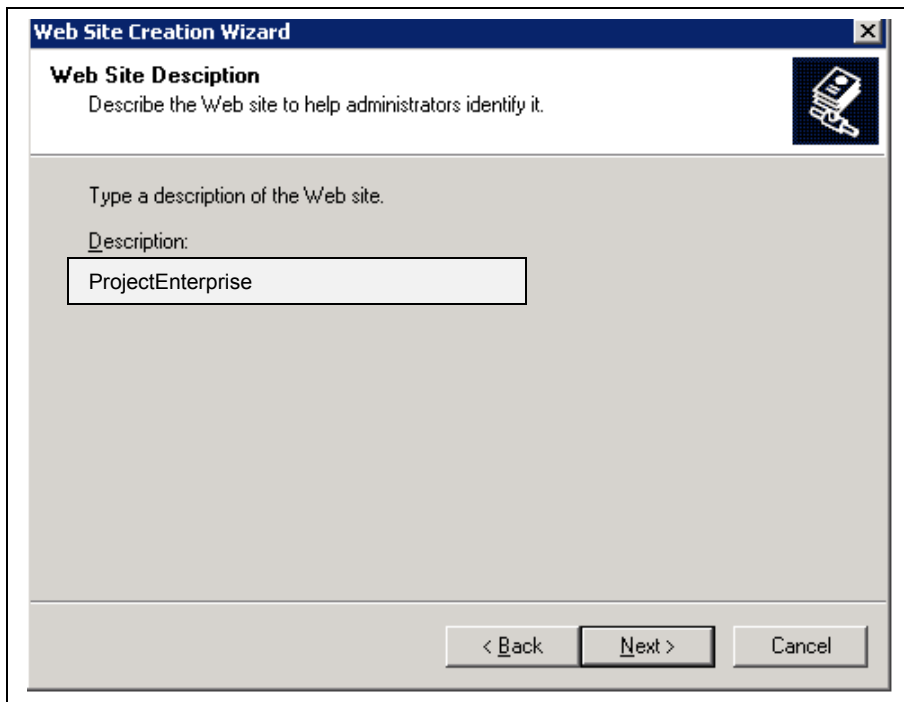 Web Site Creation Wizard
Web Site Desciption
Describe the Web site to help administrators identify it.
Type a description of the Web site.
Description:
ProjectEnterprise
< Back Next > Cancel